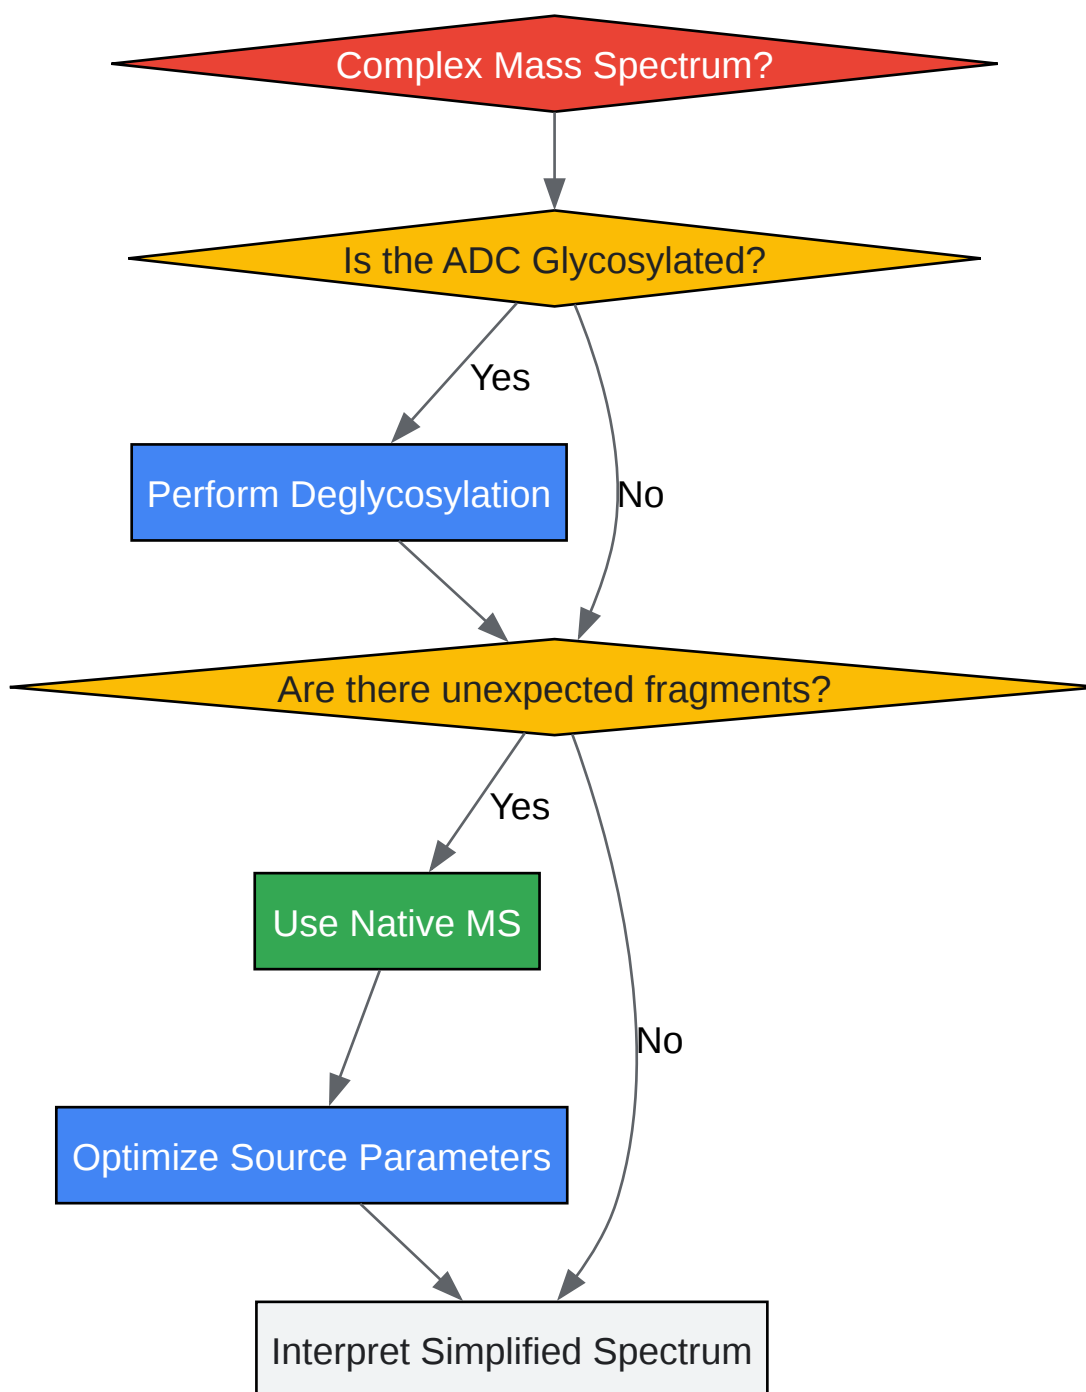 Complex Mass Spectrum?
Is the ADC Glycosylated?
Yes
Perform Deglycosylation
No
Are there unexpected fragments?
Yes
Use Native MS
No
Optimize Source Parameters
Interpret Simplified Spectrum